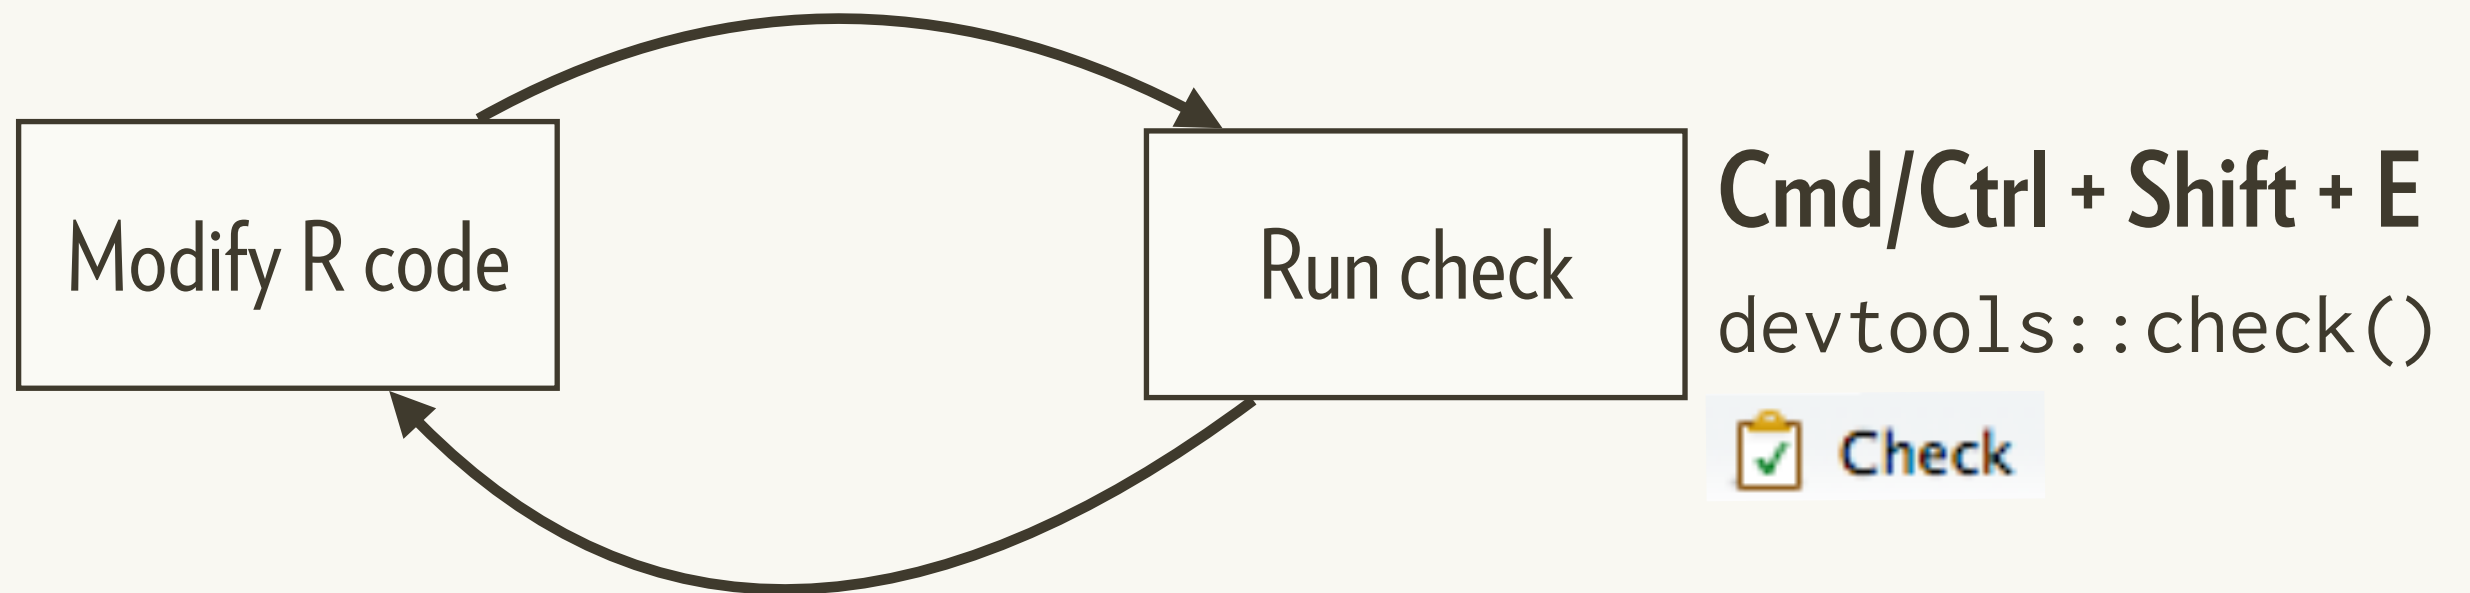 Modify R code
Run check
Cmd/Ctrl + Shift + E
devtools::check()
Check